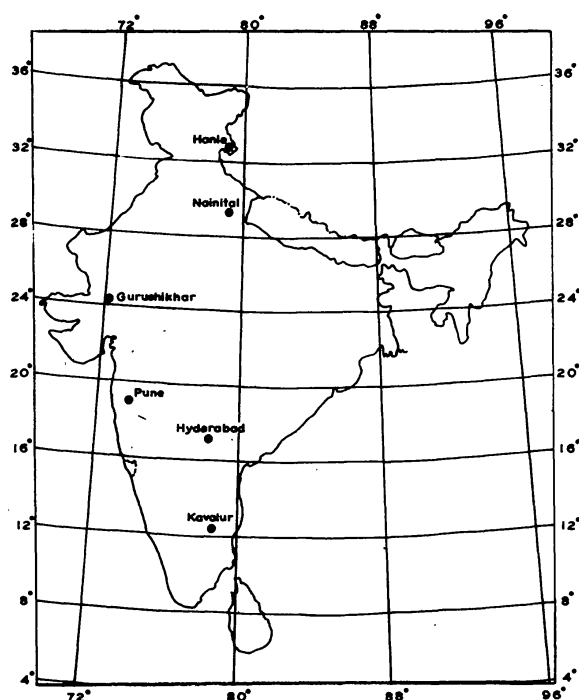 72° 80° 88° 96°
36° 36°
Hanle
32° 32°
Nainital
28° 28°
Gurushikhar
24° 24°
20° 20°
Pune
Hyderabad
16° 16°
Kavalur
12° 12°
8° 8°
4° 4°
72° 80° 88° 96°